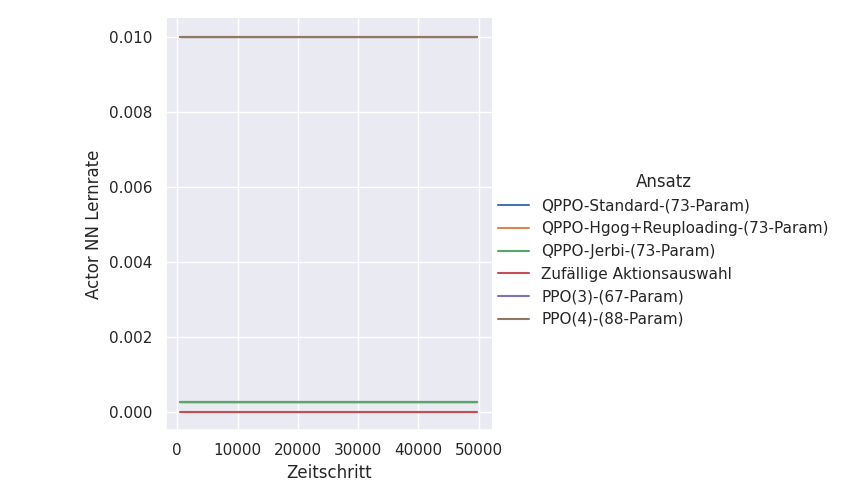 0.010
0.008
0.006
0.004
0.002
0.000
Actor NN Lernrate
0
10000
20000
30000
40000
50000
Zeitschritt
Ansatz
QPPO-Standard-(73-Param)
QPPO-Hgog+Reuploading-(73-Param)
QPPO-Jerbi-(73-Param)
Zufällige Aktionsauswahl
PPO(3)-(67-Param)
PPO(4)-(88-Param)